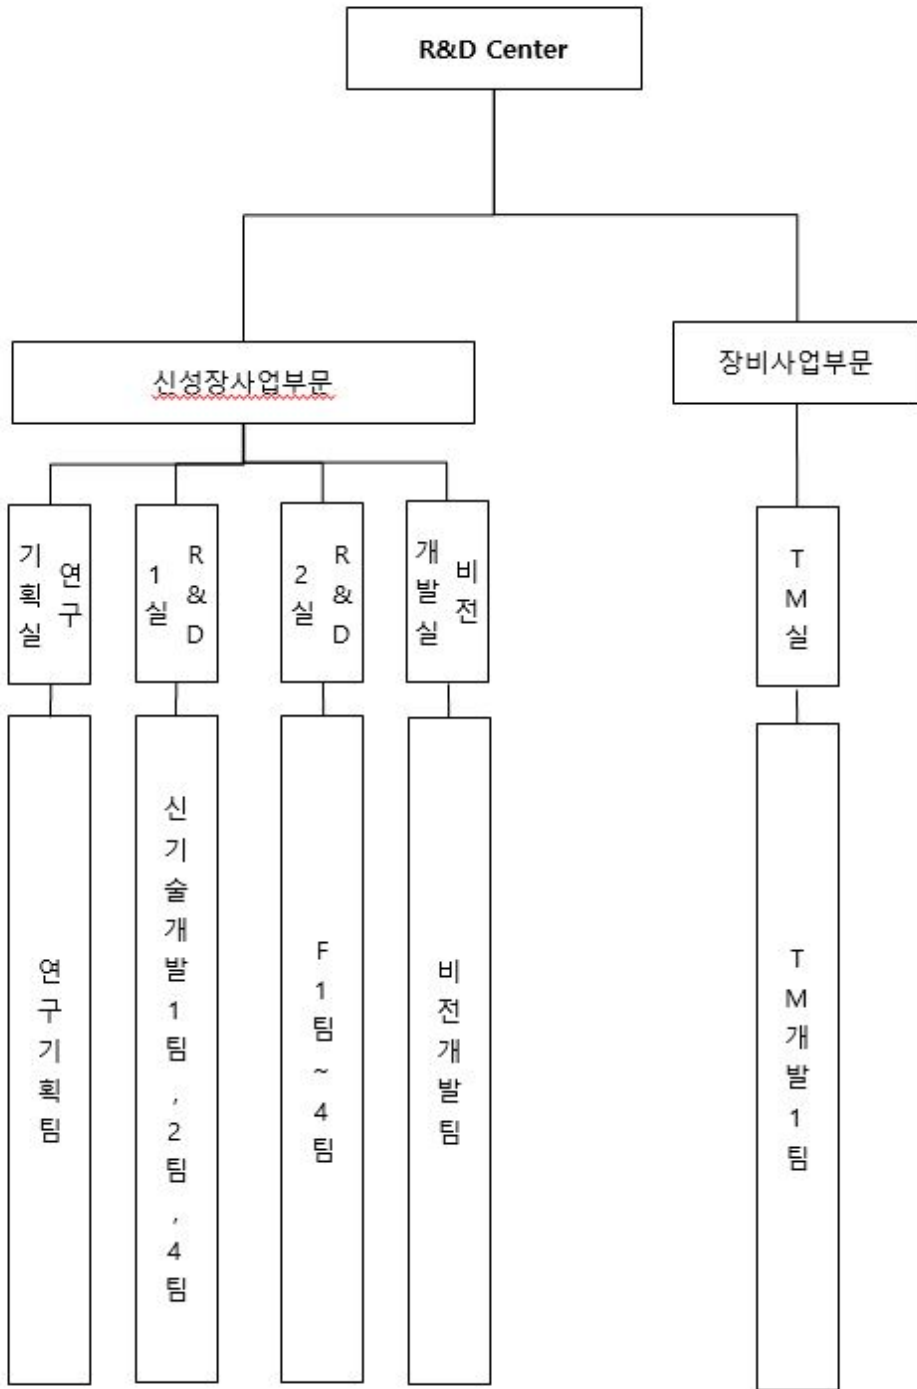 R&D Center
신성장사업부문
장비사업부문
연구
기획실
R&D
1실
R&D
2실
비전
개발실
TM실
연구기획팀
신기술개발1팀,2팀,4팀
F1팀~4팀
비전개발팀
TM개발1팀